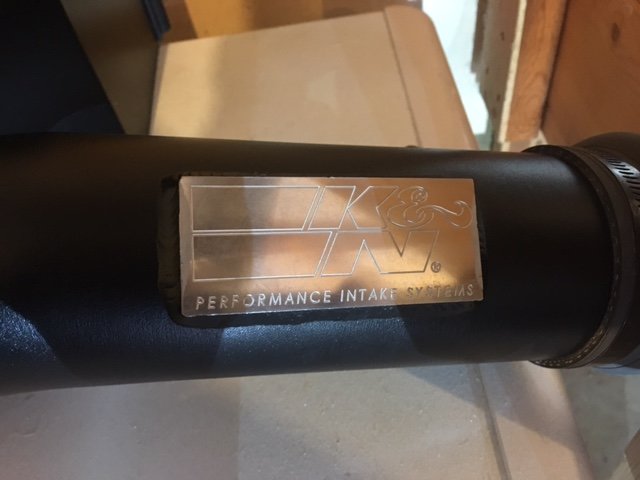 K&N®
PERFORMANCE INTAKE SYSTEMS